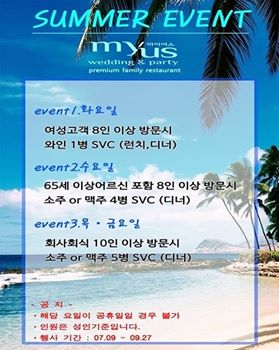 SUMMER EVENT
myus 마이어스
wedding & party
premium family restaurant
event1.화요일
여성고객 8인 이상 방문시
와인 1병 SVC (런치,디너)
event2.수요일
65세 이상어르신 포함 8인 이상 방문시
소주 or 맥주 4병 SVC (디너)
event3.목·금요일
회사회식 10인 이상 방문시
소주 or 맥주 5병 SVC (디너)
- 공 지 -
· 해당 요일이 공휴일일 경우 불가
· 인원은 성인기준입니다.
· 행사 기간 : 07.09 - 09.27